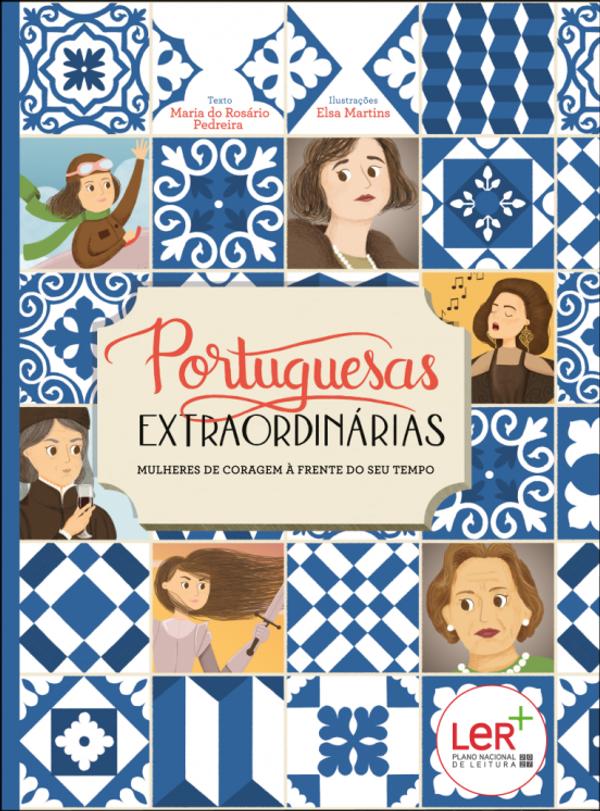 Texto
Maria do Rosário
Pedreira
Ilustrações
Elsa Martins
Portuguesas
EXTRAORDINÁRIAS
MULHERES DE CORAGEM À FRENTE DO SEU TEMPO
LeR+
PLANO NACIONAL
DE LEITURA
2027